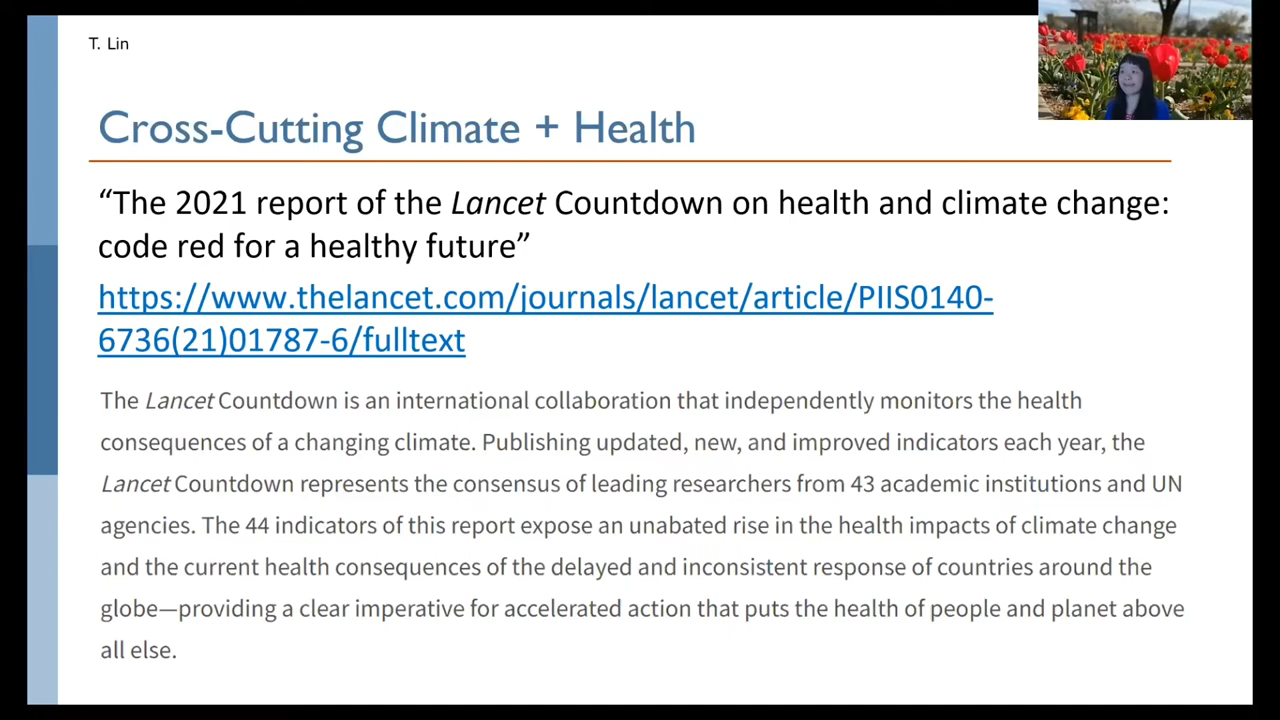 T. Lin
Cross-Cutting Climate + Health
“The 2021 report of the Lancet Countdown on health and climate change:
code red for a healthy future”
https://www.thelancet.com/journals/lancet/article/PIIS0140-
6736(21)01787-6/fulltext
The Lancet Countdown is an international collaboration that independently monitors the health
consequences of a changing climate. Publishing updated, new, and improved indicators each year, the
Lancet Countdown represents the consensus of leading researchers from 43 academic institutions and UN
agencies. The 44 indicators of this report expose an unabated rise in the health impacts of climate change
and the current health consequences of the delayed and inconsistent response of countries around the
globe—providing a clear imperative for accelerated action that puts the health of people and planet above
all else.